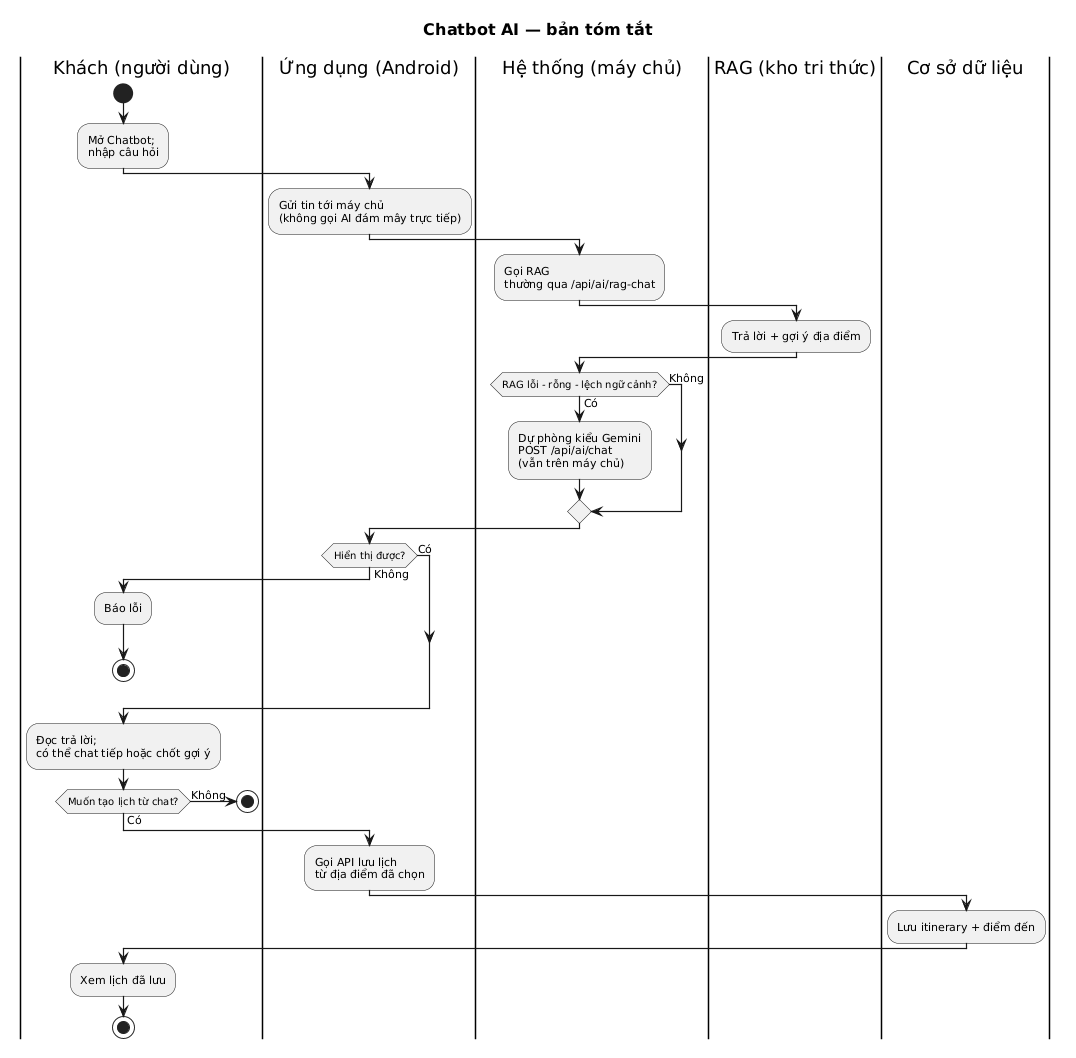 Chatbot AI — bản tóm tắt
Khách (người dùng)
Ứng dụng (Android)
Hệ thống (máy chủ)
RAG (kho tri thức)
Cơ sở dữ liệu
Mở Chatbot;
nhập câu hỏi
Gửi tin tới máy chủ
(không gọi AI đám mây trực tiếp)
Gọi RAG
thường qua /api/ai/rag-chat
Trả lời + gợi ý địa điểm
RAG lỗi - rỗng - lệch ngữ cảnh?
Không
Có
Dự phòng kiểu Gemini
POST /api/ai/chat
(vẫn trên máy chủ)
Hiển thị được?
Có
Không
Báo lỗi
Đọc trả lời;
có thể chat tiếp hoặc chốt gợi ý
Muốn tạo lịch từ chat?
Không
Có
Gọi API lưu lịch
từ địa điểm đã chọn
Lưu itinerary + điểm đến
Xem lịch đã lưu